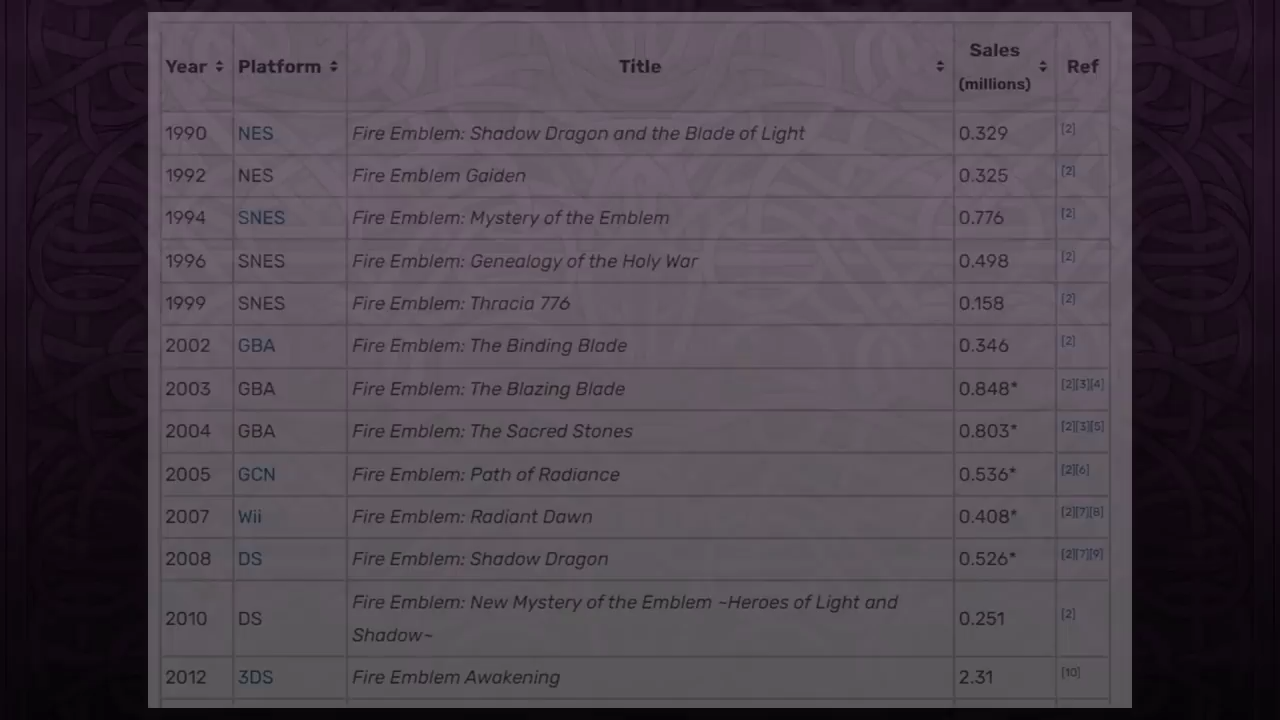 Year Platform Title Sales (millions) Ref
1990 NES Fire Emblem: Shadow Dragon and the Blade of Light 0.329 [2]
1992 NES Fire Emblem Gaiden 0.325 [2]
1994 SNES Fire Emblem: Mystery of the Emblem 0.776 [2]
1996 SNES Fire Emblem: Genealogy of the Holy War 0.498 [2]
1999 SNES Fire Emblem: Thracia 776 0.158 [2]
2002 GBA Fire Emblem: The Binding Blade 0.346 [2]
2003 GBA Fire Emblem: The Blazing Blade 0.848* [2][3][4]
2004 GBA Fire Emblem: The Sacred Stones 0.803* [2][3][5]
2005 GCN Fire Emblem: Path of Radiance 0.536* [2][6]
2007 Wii Fire Emblem: Radiant Dawn 0.408* [2][7][8]
2008 DS Fire Emblem: Shadow Dragon 0.526* [2][7][9]
2010 DS Fire Emblem: New Mystery of the Emblem ~Heroes of Light and
Shadow~ 0.251 [2]
2012 3DS Fire Emblem Awakening 2.31 [10]